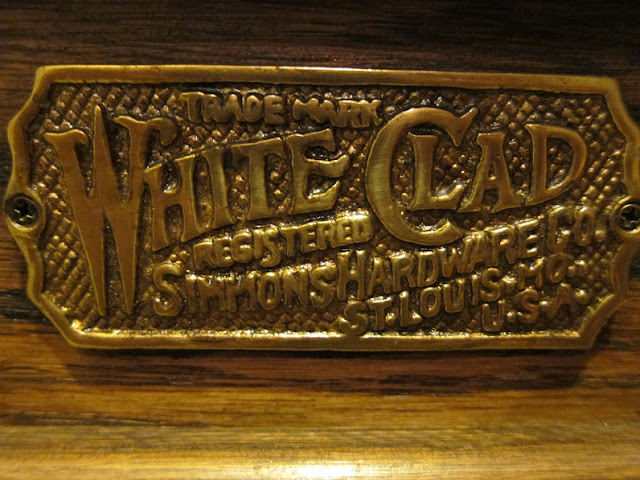 TRADE MARK
WHITE CLAD
REGISTERED
SIMMONS HARDWARE CO.
ST. LOUIS, MO.
U.S.A.